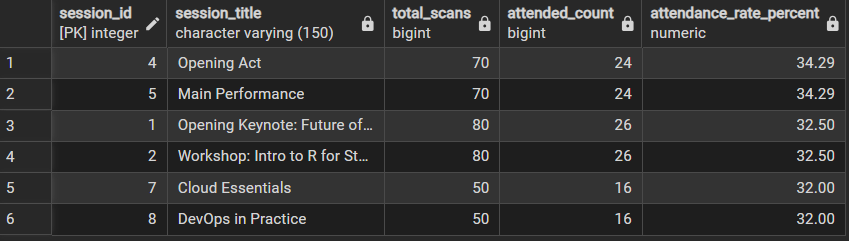 session_id session_title total_scans attended_count attendance_rate_percent
[PK] integer character varying (150) bigint bigint numeric
1 4 Opening Act 70 24 34.29
2 5 Main Performance 70 24 34.29
3 1 Opening Keynote: Future of... 80 26 32.50
4 2 Workshop: Intro to R for St... 80 26 32.50
5 7 Cloud Essentials 50 16 32.00
6 8 DevOps in Practice 50 16 32.00